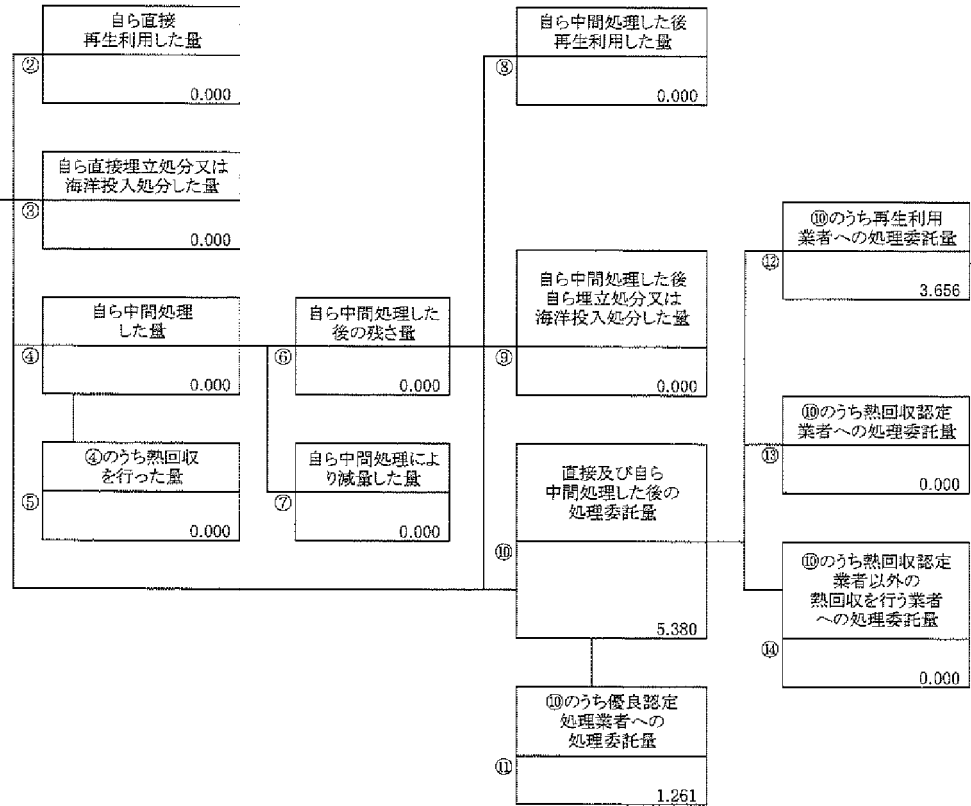 自ら直接
再生利用した量
②
0.000
自ら直接埋立処分又は
海洋投入処分した量
③
0.000
自ら中間処理
した量
④
0.000
④のうち熱回収
を行った量
⑤
0.000
自ら中間処理した
後の残さ量
⑥
0.000
自ら中間処理によ
り減量した量
⑦
0.000
自ら中間処理した後
再生利用した量
⑧
0.000
自ら中間処理した後
自ら埋立処分又は
海洋投入処分した量
⑨
0.000
直接及び自ら
中間処理した後の
処理委託量
⑩
5.380
⑩のうち優良認定
処理業者への
処理委託量
⑪
1.261
⑩のうち再生利用
業者への処理委託量
⑫
3.656
⑩のうち熱回収認定
業者への処理委託量
⑬
0.000
⑩のうち熱回収認定
業者以外の
熱回収を行う業者
への処理委託量
⑭
0.000